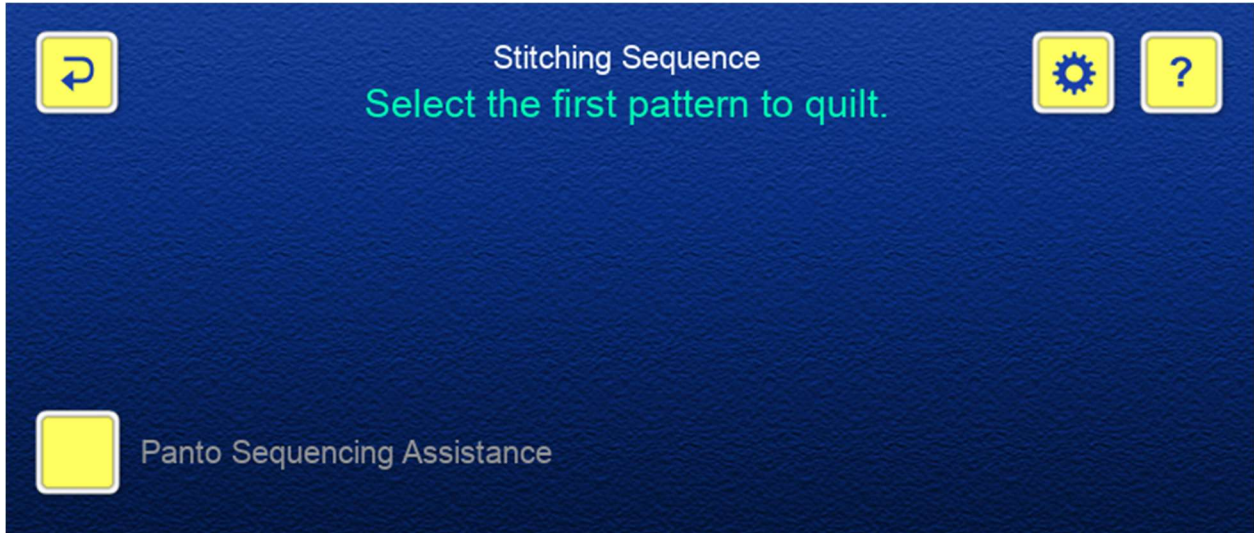 Stitching Sequence
Select the first pattern to quilt.
?
Panto Sequencing Assistance